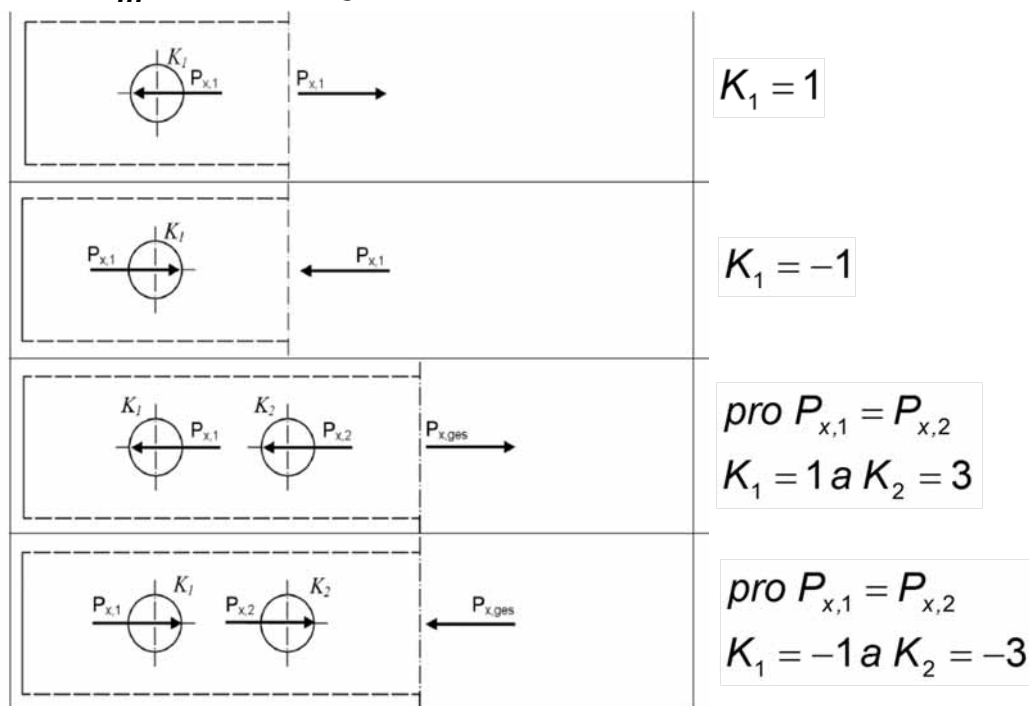 K1
Px,1
Px,1
K1 = 1
K1
Px,1
Px,1
K1 = −1
K1
K2
Px,1
Px,2
Px,ges
pro Px,1 = Px,2
K1 = 1 a K2 = 3
K1
K2
Px,1
Px,2
Px,ges
pro Px,1 = Px,2
K1 = −1 a K2 = −3